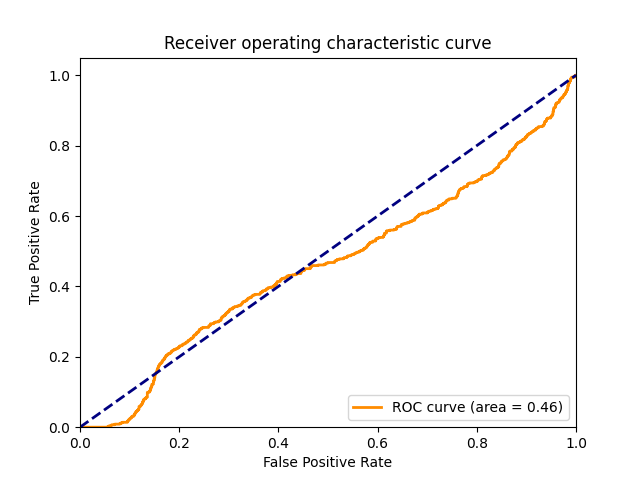 Receiver operating characteristic curve
1.0
0.8
0.6
0.4
0.2
0.0
True Positive Rate
ROC curve (area = 0.46)
0.0 0.2 0.4 0.6 0.8 1.0
False Positive Rate